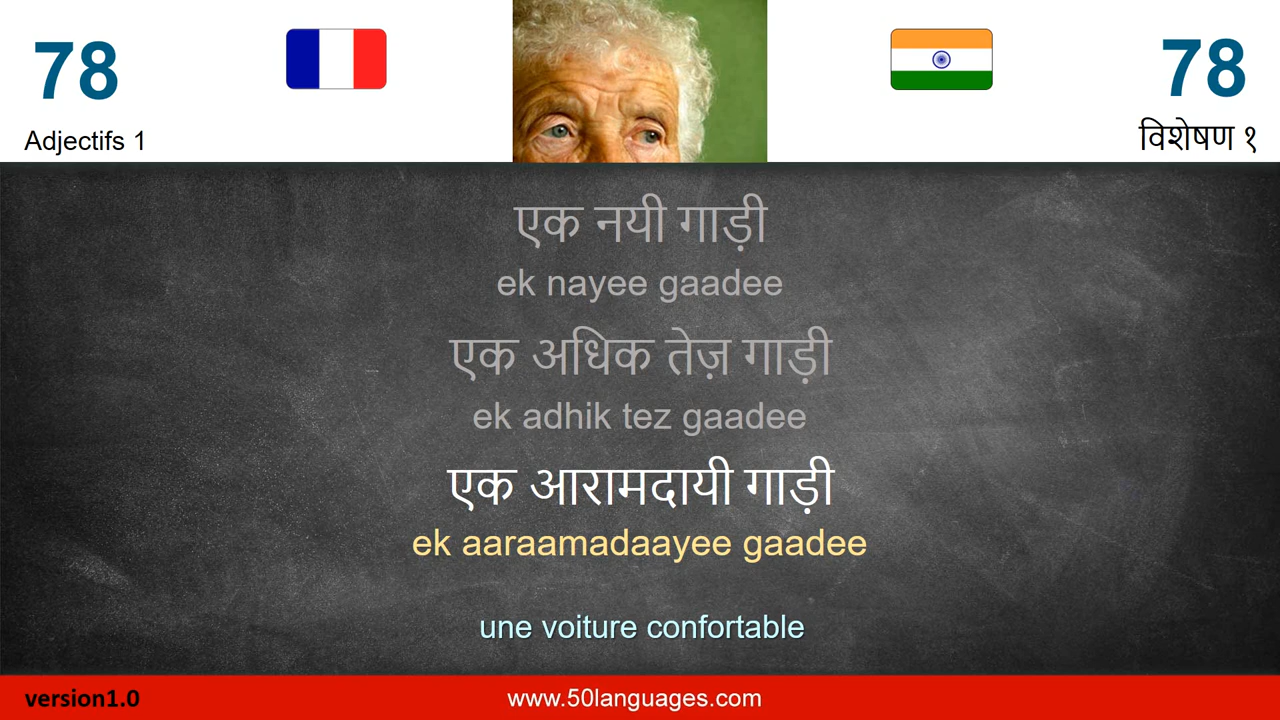 78
78
Adjectifs 1
विशेषण १
एक नयी गाड़ी
ek nayee gaadee
एक अधिक तेज़ गाड़ी
ek adhik tez gaadee
एक आरामदायी गाड़ी
ek aaraamadaayee gaadee
une voiture confortable
version1.0
www.50languages.com